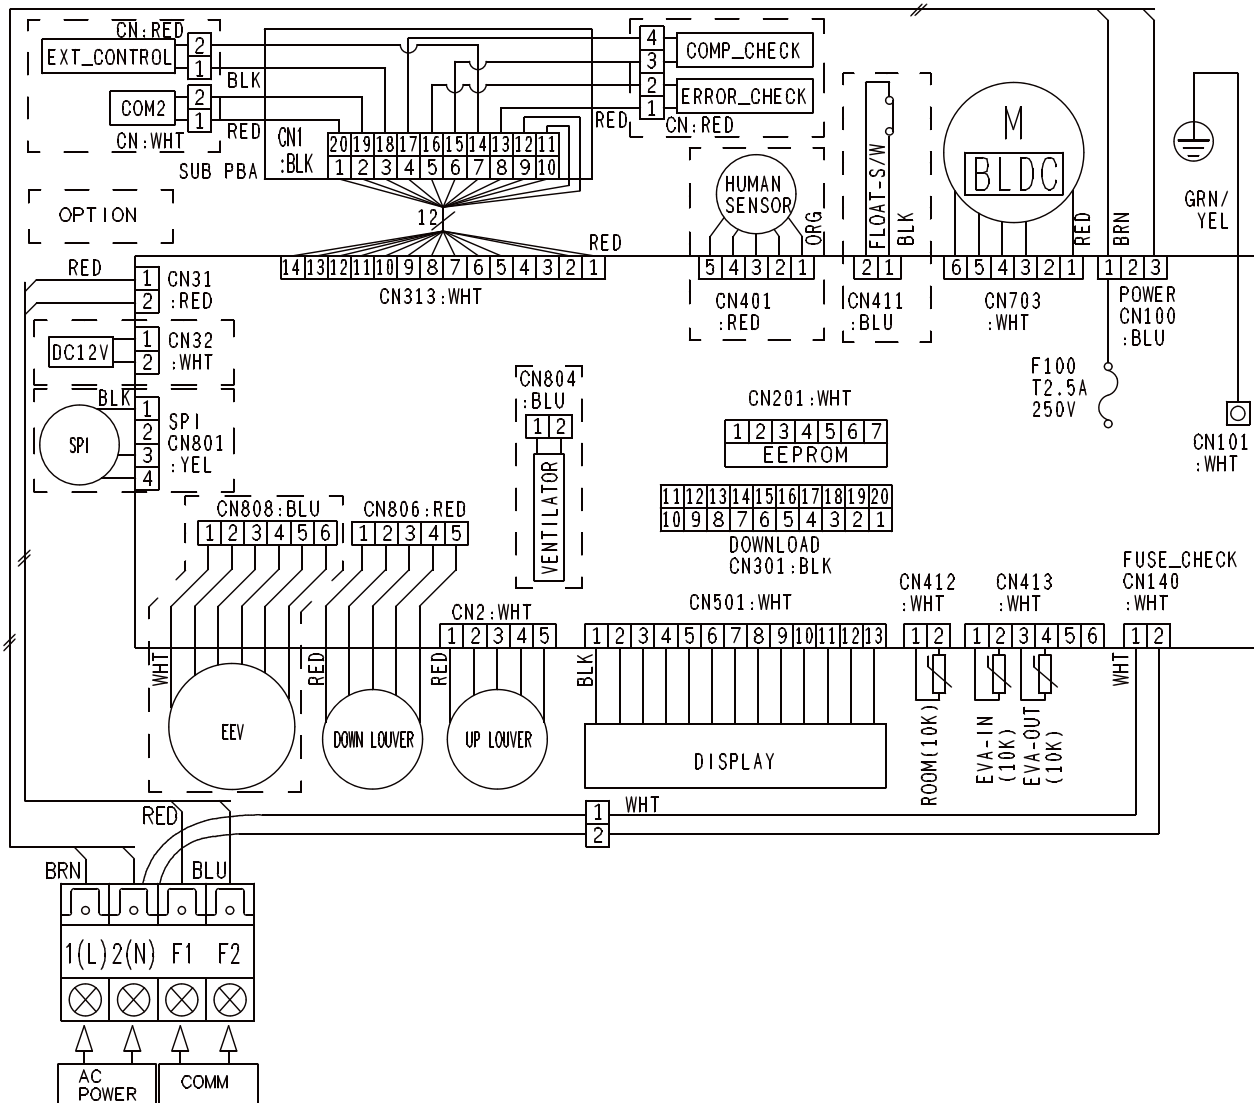 CN:RED
EXT_CONTROL
2
1
BLK
COM2
2
1
RED
CN:WHT
SUB PBA
CN1
:BLK
20 19 18 17 16 15 14 13 12 11
1 2 3 4 5 6 7 8 9 10
4
3
2
1
COMP_CHECK
ERROR_CHECK
RED
CN:RED
OPTION
12
RED
14 13 12 11 10 9 8 7 6 5 4 3 2 1
CN313:WHT
HUMAN
SENSOR
ORG
5 4 3 2 1
CN401
:RED
FLOAT-S/W
BLK
2 1
CN411
:BLU
M
BLDC
RED
6 5 4 3 2 1
CN703
:WHT
BRN
1 2 3
POWER
CN100
:BLU
GRN/
YEL
F100
T2.5A
250V
CN101
:WHT
RED
1
2
CN31
:RED
DC12V
1
2
CN32
:WHT
BLK
SPI
1
2
3
4
SPI
CN801
:YEL
CN804
:BLU
1 2
VENTILATOR
CN201:WHT
1 2 3 4 5 6 7
EEPROM
11 12 13 14 15 16 17 18 19 20
10 9 8 7 6 5 4 3 2 1
DOWNLOAD
CN301:BLK
CN808:BLU
1 2 3 4 5 6
CN806:RED
1 2 3 4 5
CN2:WHT
1 2 3 4 5
CN501:WHT
1 2 3 4 5 6 7 8 9 10 11 12 13
CN412
:WHT
1 2
CN413
:WHT
1 2 3 4 5 6
FUSE_CHECK
CN140
:WHT
1 2
WHT
EEV
RED
DOWN LOUVER
RED
UP LOUVER
BLK
DISPLAY
ROOM(10K)
EVA-IN
(10K)
EVA-OUT
(10K)
WHT
RED
1
2
WHT
BRN
BLU
1(L) 2(N) F1 F2
AC
POWER
COMM